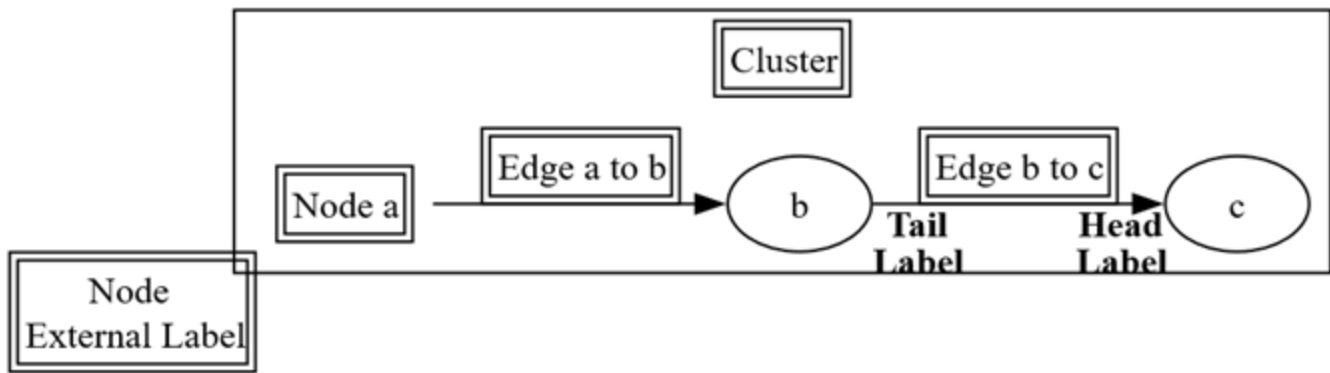 Cluster
Edge a to b
Edge b to c
Node a
b
c
Tail
Label
Head
Label
Node
External Label